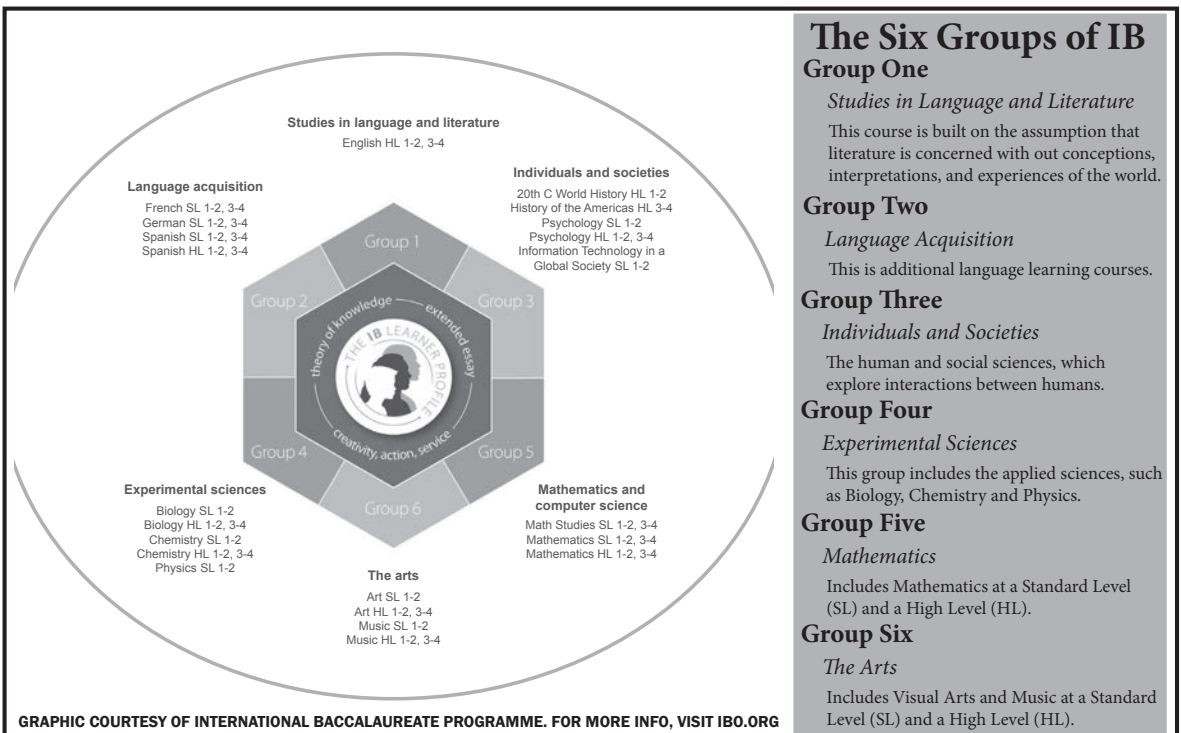 Studies in language and literature
English HL 1-2, 3-4
Language acquisition
French SL 1-2, 3-4
German SL 1-2, 3-4
Spanish SL 1-2, 3-4
Spanish HL 1-2, 3-4
Individuals and societies
20th C World History HL 1-2
History of the Americas HL 3-4
Psychology SL 1-2
Psychology HL 1-2, 3-4
Information Technology in a
Global Society SL 1-2
Group 1
Group 2
Group 3
theory of knowledge
extended essay
THE IB LEARNER PROFILE
creativity, action, service
Group 4
Group 5
Group 6
Experimental sciences
Biology SL 1-2
Biology HL 1-2, 3-4
Chemistry SL 1-2
Chemistry HL 1-2, 3-4
Physics SL 1-2
Mathematics and
computer science
Math Studies SL 1-2, 3-4
Mathematics SL 1-2, 3-4
Mathematics HL 1-2, 3-4
The arts
Art SL 1-2
Art HL 1-2, 3-4
Music SL 1-2
Music HL 1-2, 3-4
GRAPHIC COURTESY OF INTERNATIONAL BACCALAUREATE PROGRAMME. FOR MORE INFO, VISIT IBO.ORG
The Six Groups of IB
Group One
Studies in Language and Literature
This course is built on the assumption that
literature is concerned with out conceptions,
interpretations, and experiences of the world.
Group Two
Language Acquisition
This is additional language learning courses.
Group Three
Individuals and Societies
The human and social sciences, which
explore interactions between humans.
Group Four
Experimental Sciences
This group includes the applied sciences, such
as Biology, Chemistry and Physics.
Group Five
Mathematics
Includes Mathematics at a Standard Level
(SL) and a High Level (HL).
Group Six
The Arts
Includes Visual Arts and Music at a Standard
Level (SL) and a High Level (HL).